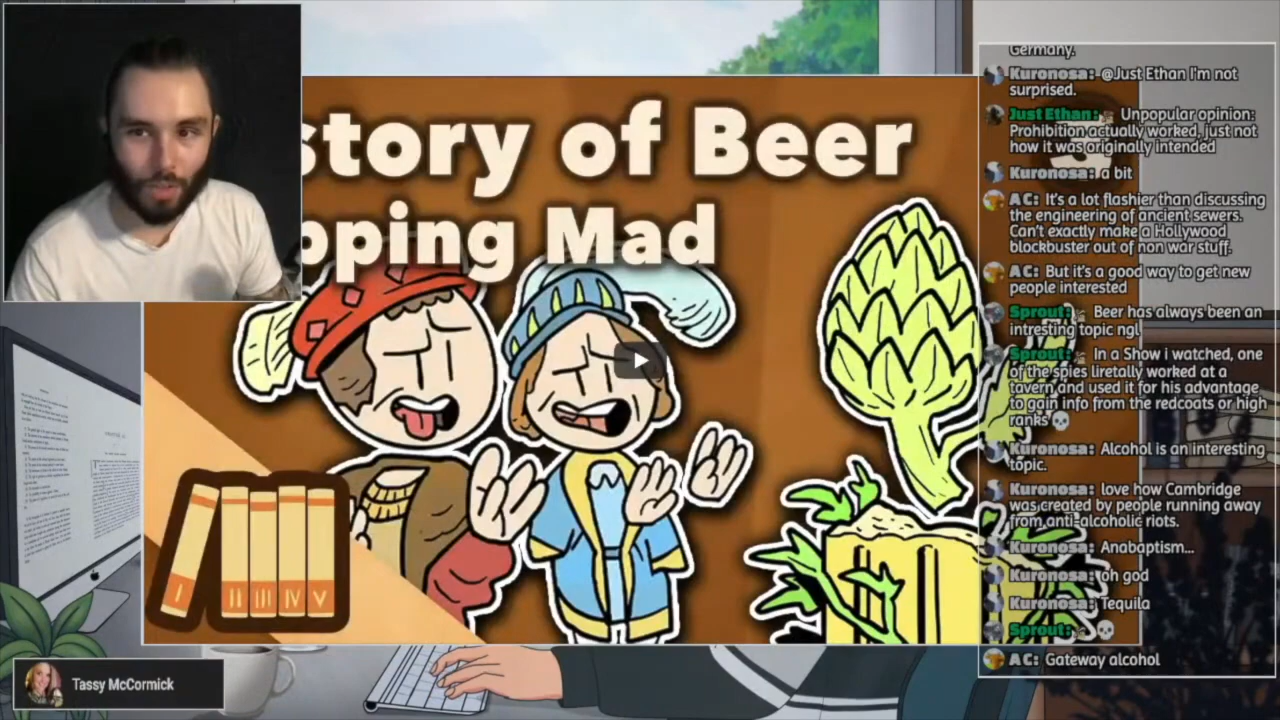 story of Beer
pping Mad
I II III IV V
Tassy McCormick
Germany.
Kuronosa: @Just Ethan I'm not
surprised.
Just Ethan: Unpopular opinion:
Prohibition actually worked, just not
how it was originally intended
Kuronosa: a bit
AC: It's a lot flashier than discussing
the engineering of ancient sewers.
Can't exactly make a Hollywood
blockbuster out of non war stuff.
AC: But it's a good way to get new
people interested
Sprout: Beer has always been an
intresting topic ngl
Sprout: In a Show i watched, one
of the spies liretally worked at a
tavern and used it for his advantage
to gain info from the redcoats or high
ranks💀
Kuronosa: Alcohol is an interesting
topic.
Kuronosa: love how Cambridge
was created by people running away
from anti-alcoholic riots.
Kuronosa: Anabaptism...
Kuronosa: oh god
Kuronosa: Tequila
Sprout: 💀
AC: Gateway alcohol